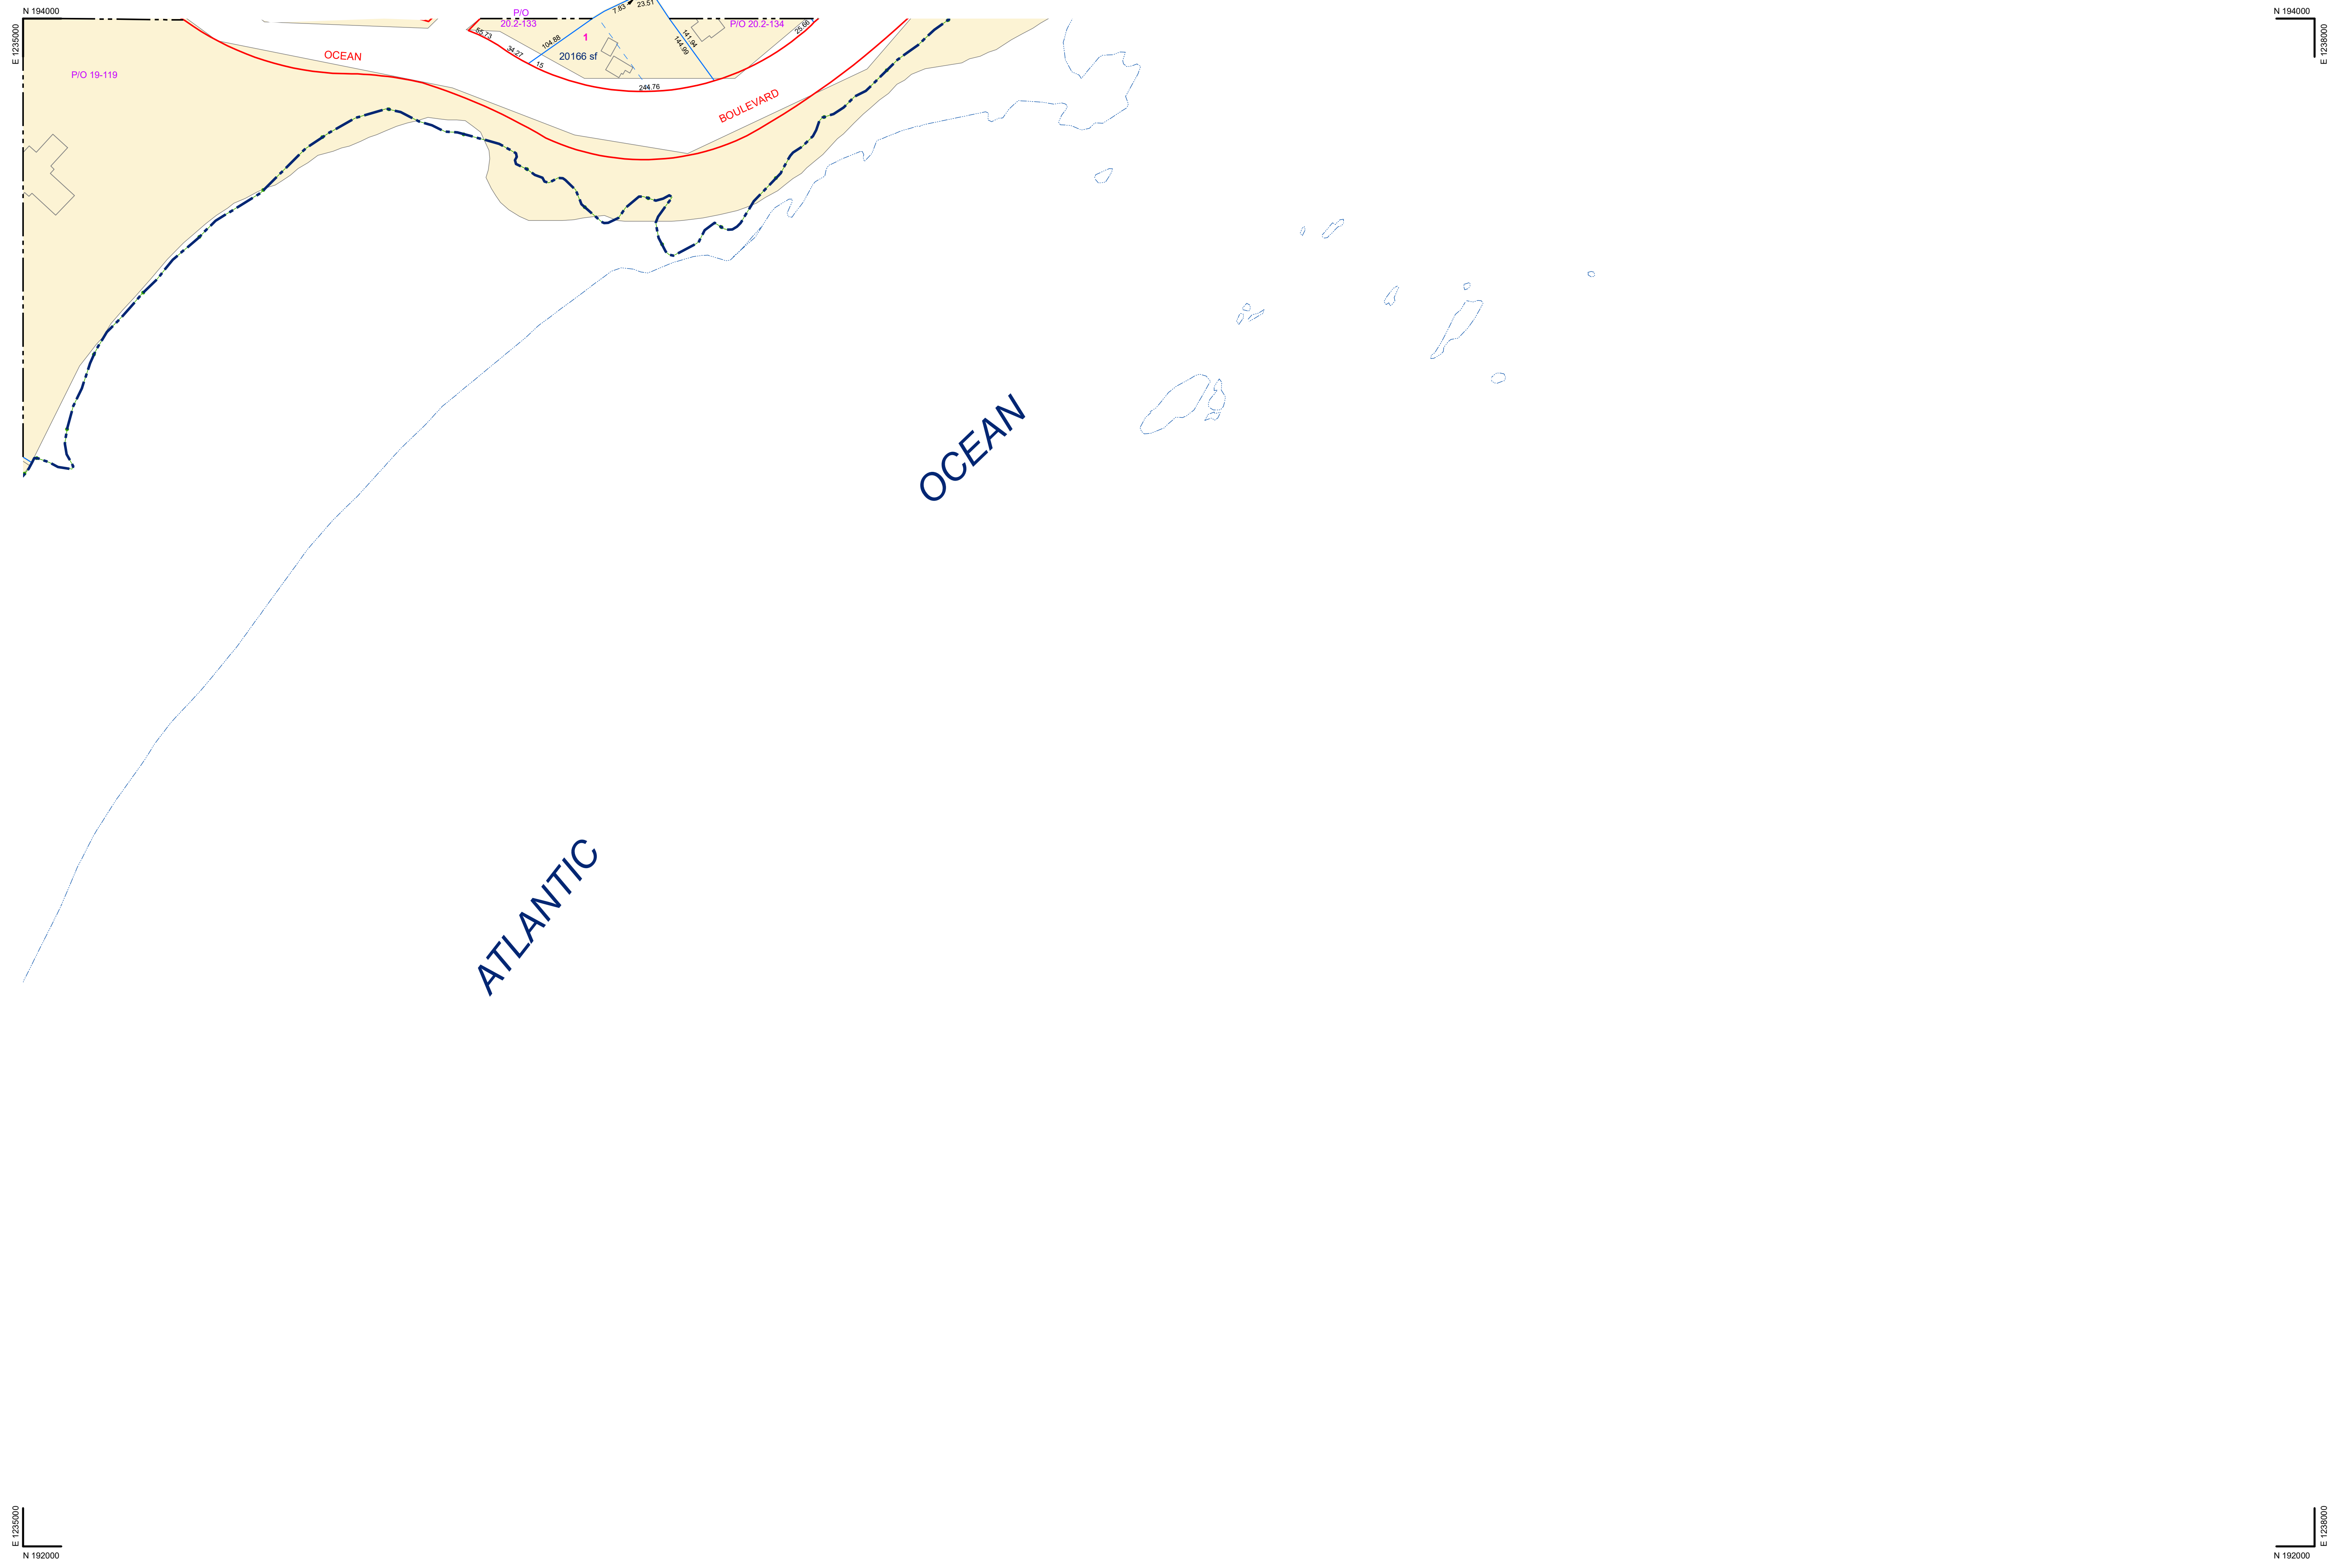 N 194000
N 194000
E 1235000
E 1238000
P/O
20.2-133
P/O 20.2-134
7.83
23.51
104.88
1
141.94
144.99
25.66
65.73
34.27
15
20166 sf
244.76
OCEAN
BOULEVARD
P/O 19-119
OCEAN
ATLANTIC
E 1235000
E 1238000
N 192000
N 192000